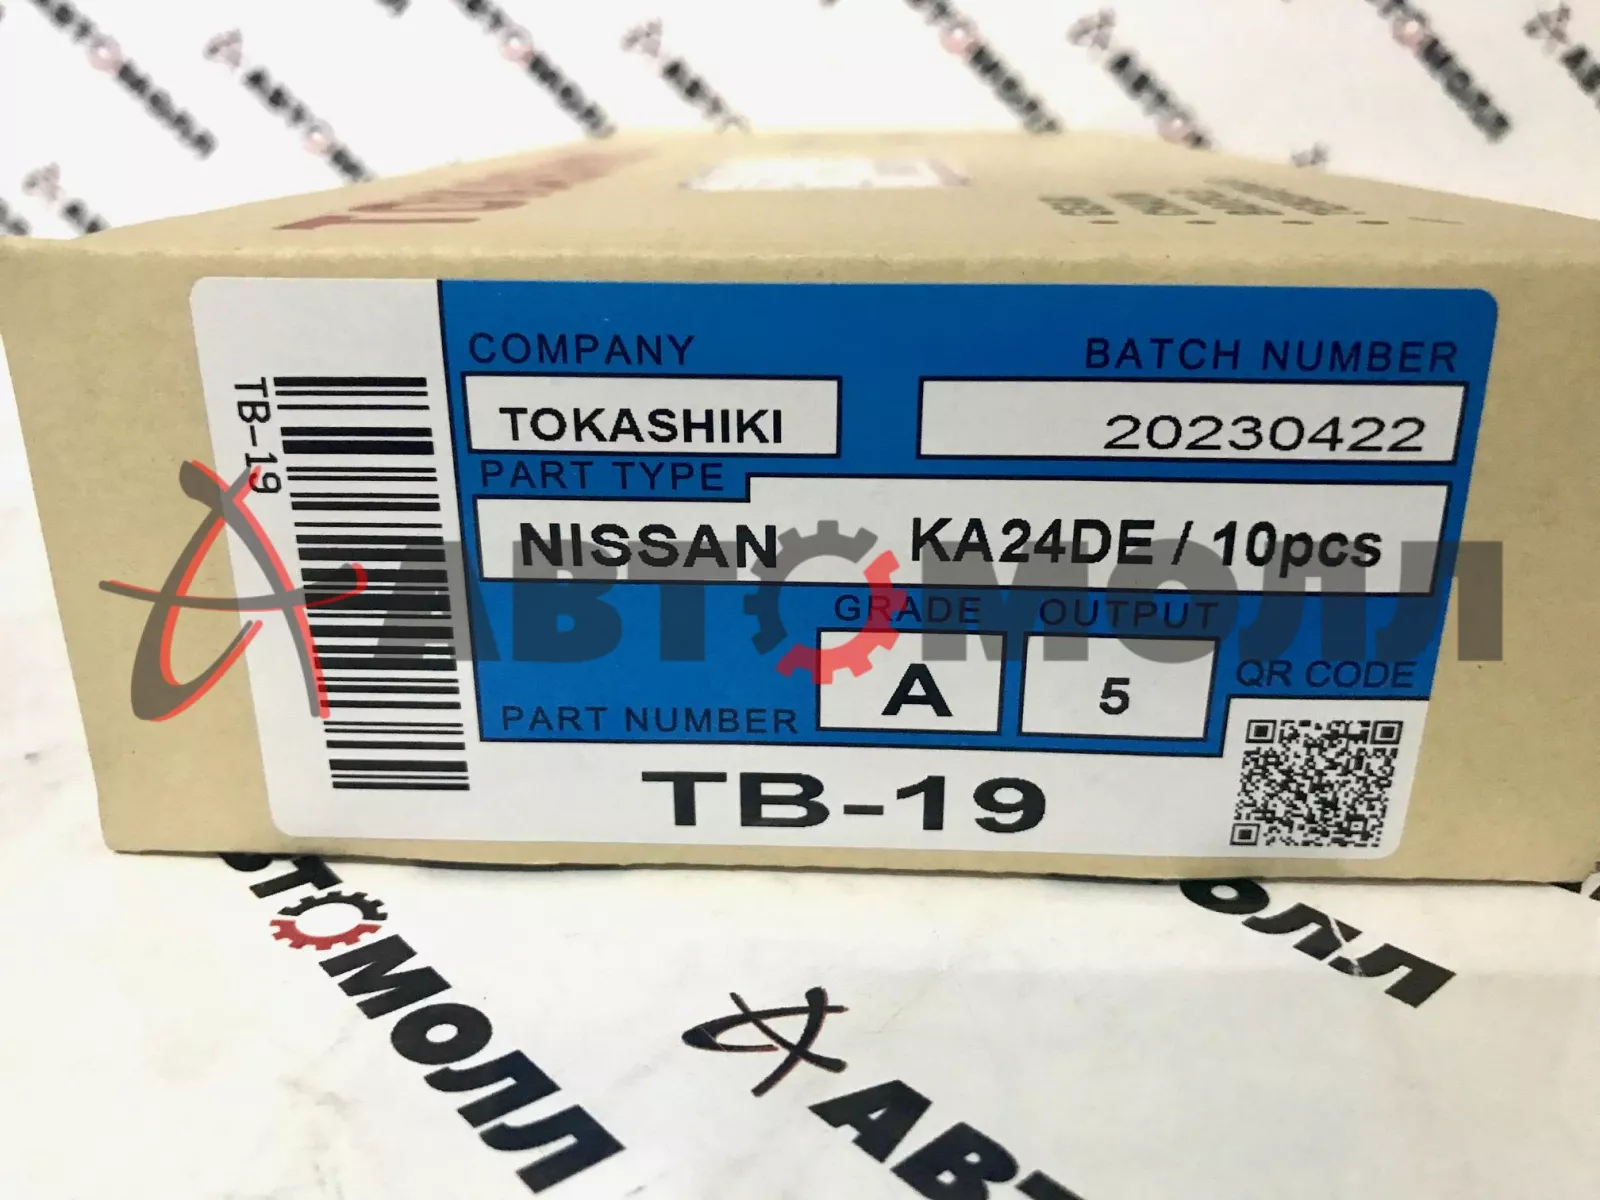 COMPANY
BATCH NUMBER
TOKASHIKI
20230422
PART TYPE
NISSAN KA24DE / 10pcs
GRADE
OUTPUT
A
5
QR CODE
PART NUMBER
TB-19
TB-19
АВТОМОЛЛ
АВТОМОЛЛ
АВТОМОЛЛ
АВТОМОЛЛ